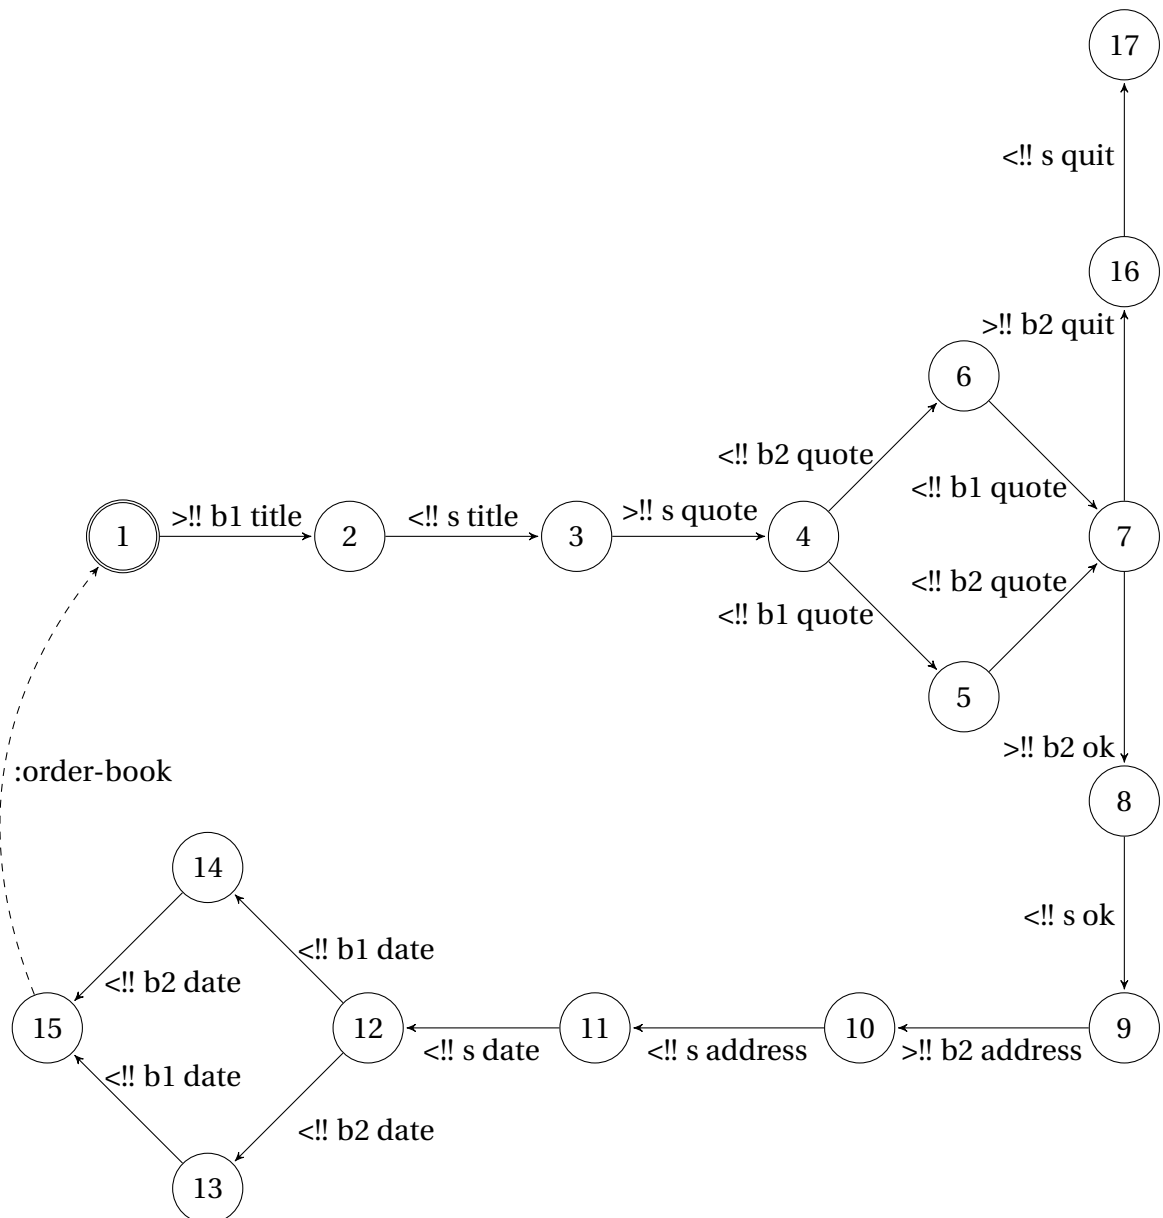 17
<!! s quit
16
>!! b2 quit
6
<!! b2 quote
<!! b1 quote
1
>!! b1 title
2
<!! s title
3
>!! s quote
4
7
<!! b2 quote
<!! b1 quote
5
>!! b2 ok
:order-book
8
14
<!! s ok
<!! b1 date
<!! b2 date
15
12
<!! s date
11
<!! s address
10
>!! b2 address
9
<!! b1 date
<!! b2 date
13